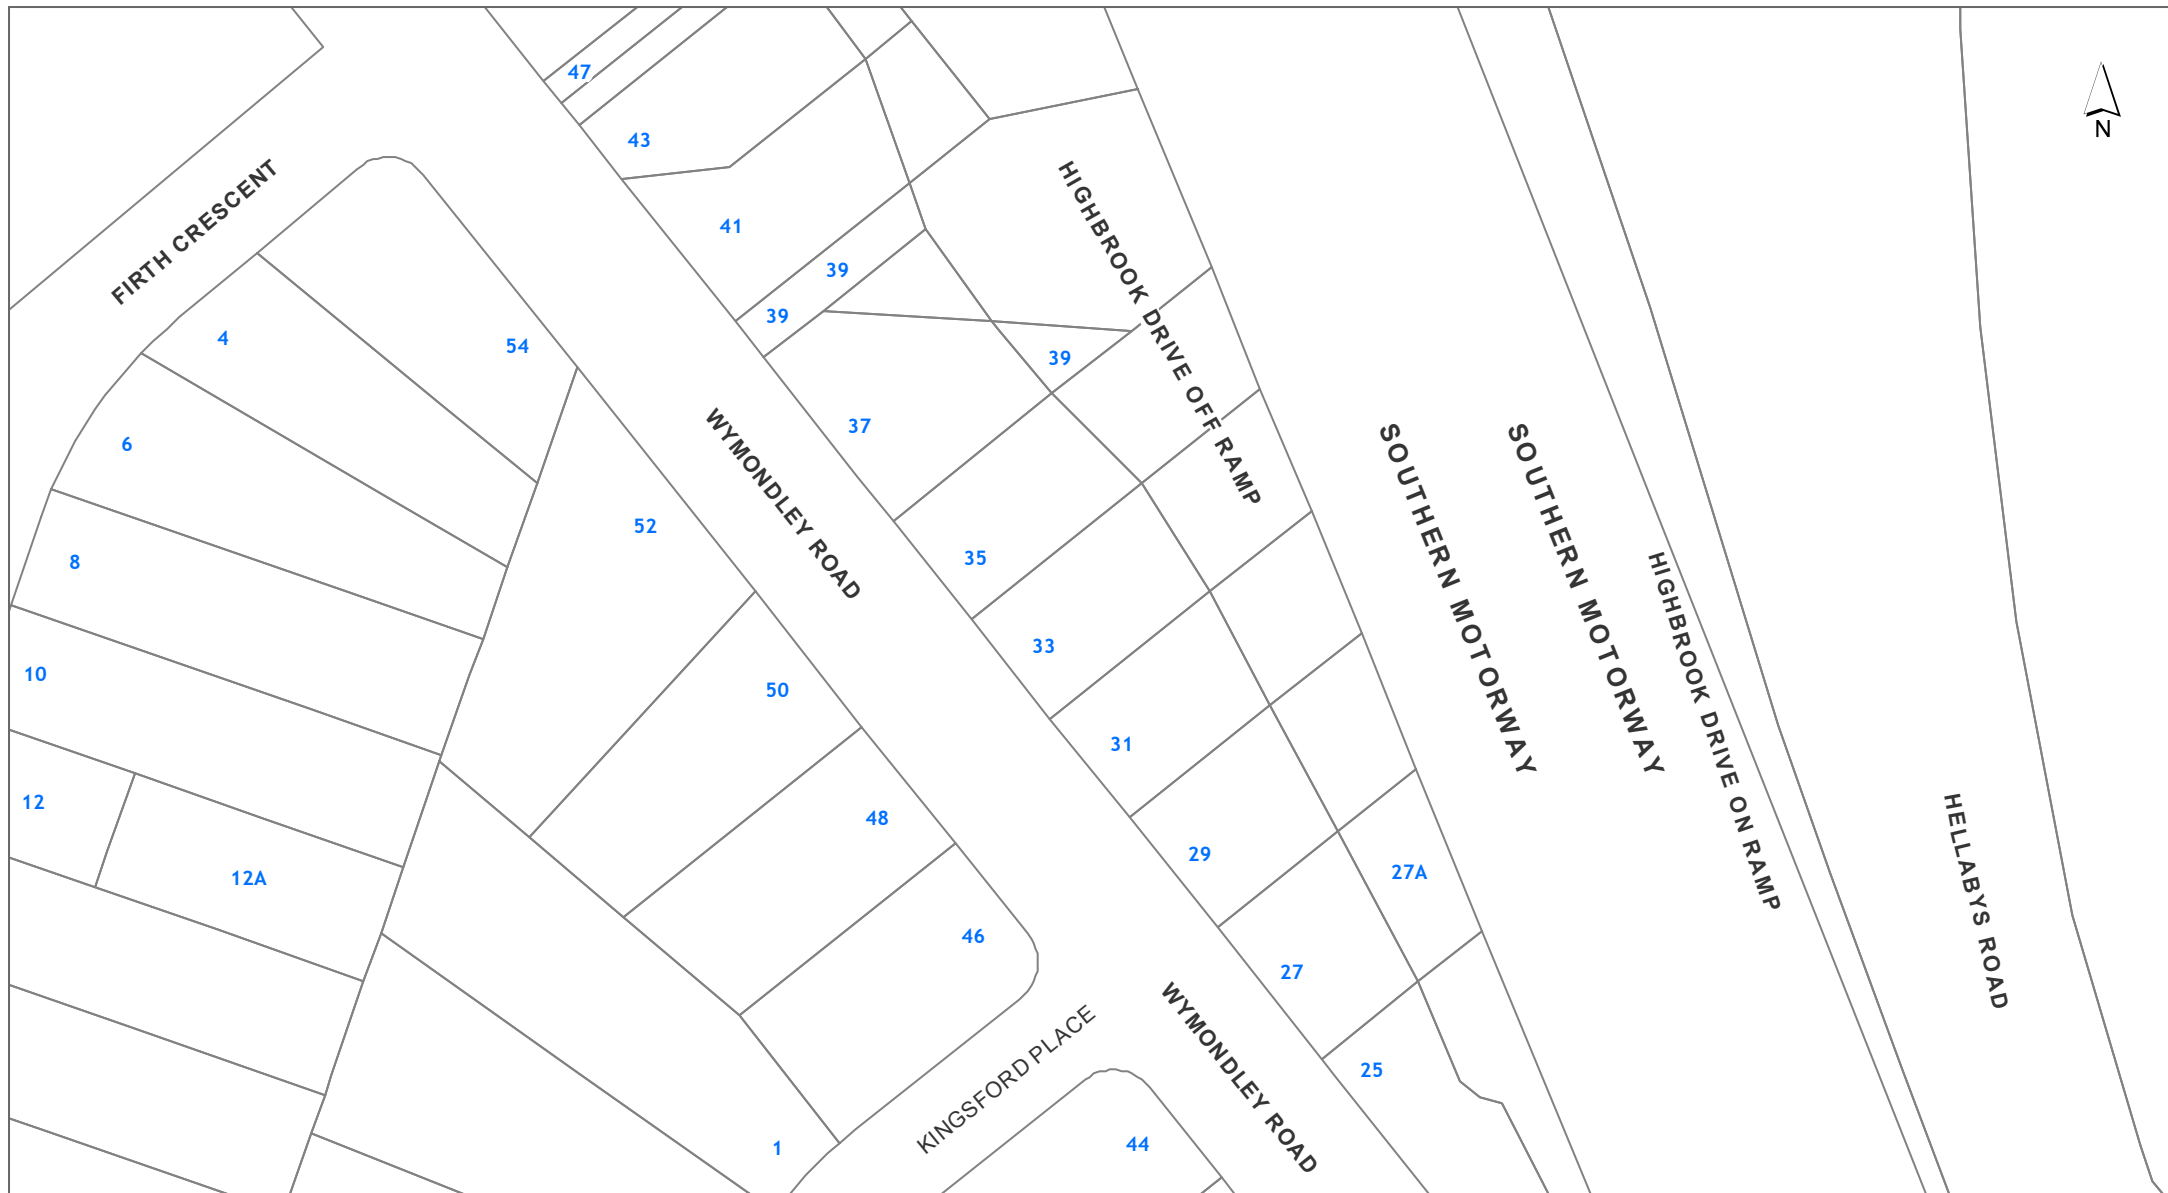 47
N
43
FIRTH CRESCENT
41
HIGHBROOK DRIVE OFF RAMP
39
39
4
54
39
37
6
WYMONDLEY ROAD
52
SOUTHERN MOTORWAY
SOUTHERN MOTORWAY
8
35
33
10
50
HIGHBROOK DRIVE ON RAMP
31
12
48
29
12A
27A
HELLABYS ROAD
46
27
KINGSFORD PLACE
WYMONDLEY ROAD
25
1
44